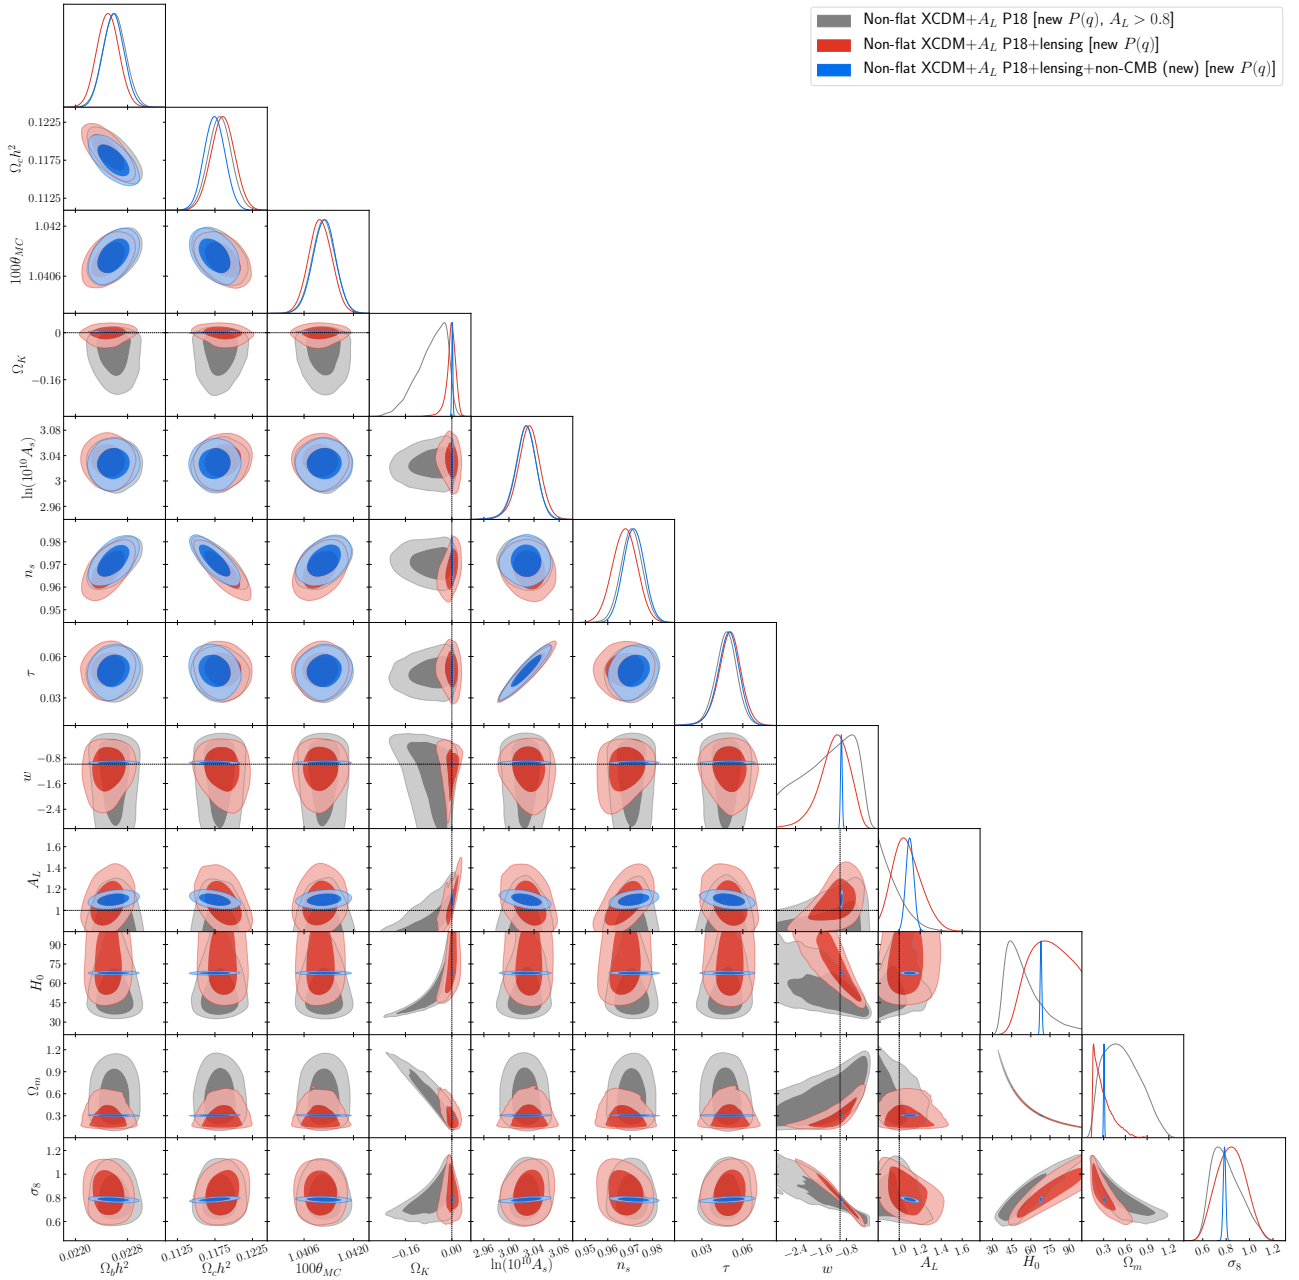 Non-flat XCDM+A_L P18 [new P(q), A_L > 0.8]
Non-flat XCDM+A_L P18+lensing [new P(q)]
Non-flat XCDM+A_L P18+lensing+non-CMB (new) [new P(q)]
Ω_c h²
0.1225
0.1175
0.1125
100θ_MC
1.042
1.0406
Ω_K
0
−0.16
ln(10¹⁰A_s)
3.08
3.04
3
2.96
n_s
0.98
0.97
0.96
0.95
τ
0.06
0.03
w
−0.8
−1.6
−2.4
A_L
1.6
1.4
1.2
1
H_0
90
75
60
45
30
Ω_m
1.2
0.9
0.6
0.3
σ_8
1.2
1
0.8
0.6
0.0220 0.0228 0.1125 0.1175 0.1225 1.0406 1.0420 −0.16 0.00 2.96 3.00 3.04 3.08 0.95 0.96 0.97 0.98 0.03 0.06 −2.4 −1.6 −0.8 1.0 1.2 1.4 1.6 30 45 60 75 90 0.3 0.6 0.9 1.2 0.6 0.8 1.0 1.2
Ω_b h² Ω_c h² 100θ_MC Ω_K ln(10¹⁰A_s) n_s τ w A_L H_0 Ω_m σ_8